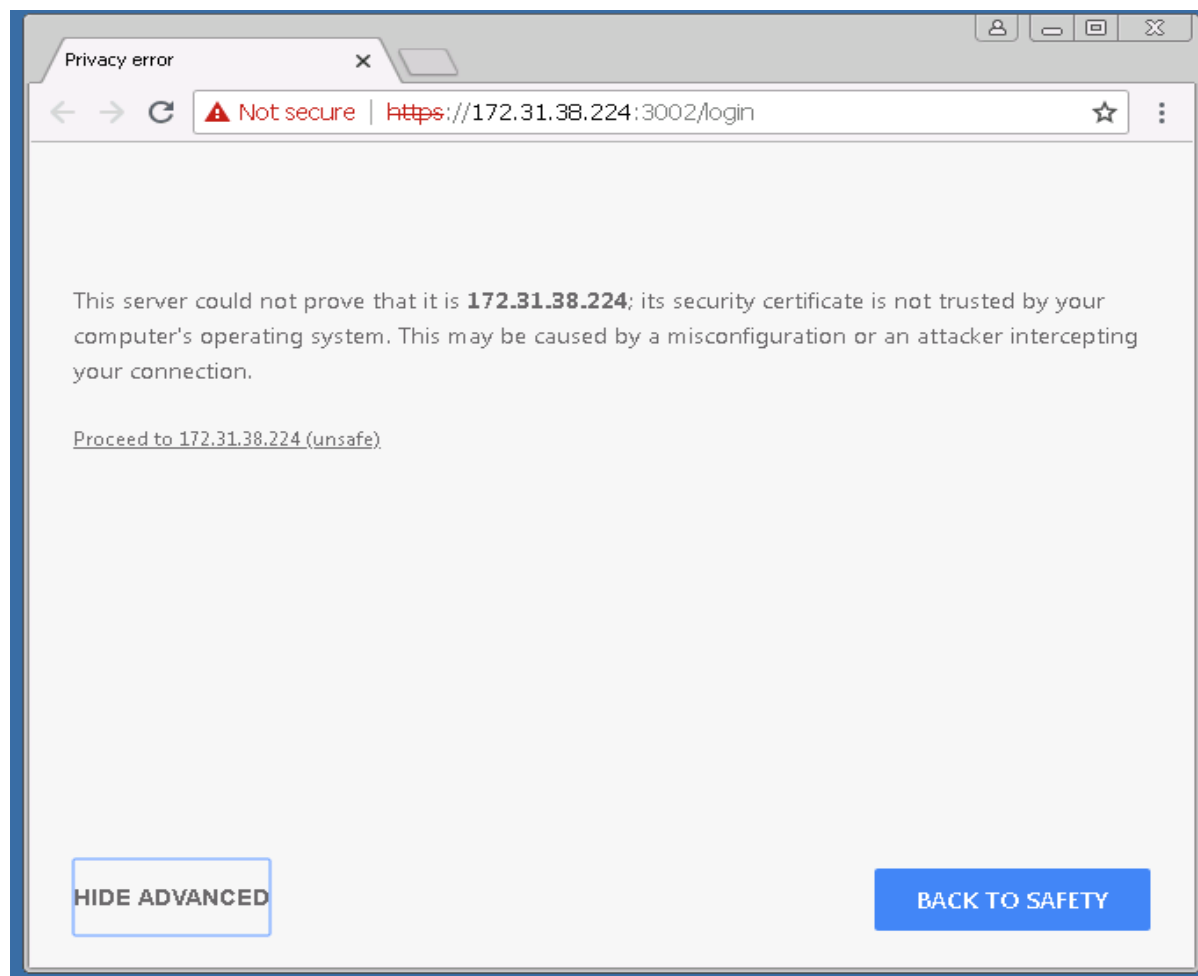 Privacy error
Not secure | https://172.31.38.224:3002/login
This server could not prove that it is 172.31.38.224; its security certificate is not trusted by your
computer's operating system. This may be caused by a misconfiguration or an attacker intercepting
your connection.
Proceed to 172.31.38.224 (unsafe)
HIDE ADVANCED
BACK TO SAFETY